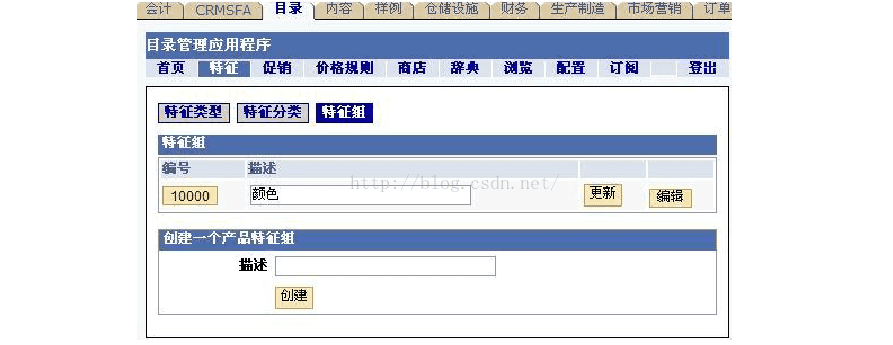 会计 CRMSFA 目录 内容 样例 仓储设施 财务 生产制造 市场营销 订单
目录管理应用程序
首页 特征 促销 价格规则 商店 辞典 浏览 配置 订阅 登出
特征类型 特征分类 特征组
特征组
编号 描述
10000 颜色 更新 编辑
http://blog.csdn.net/
创建一个产品特征组
描述
创建